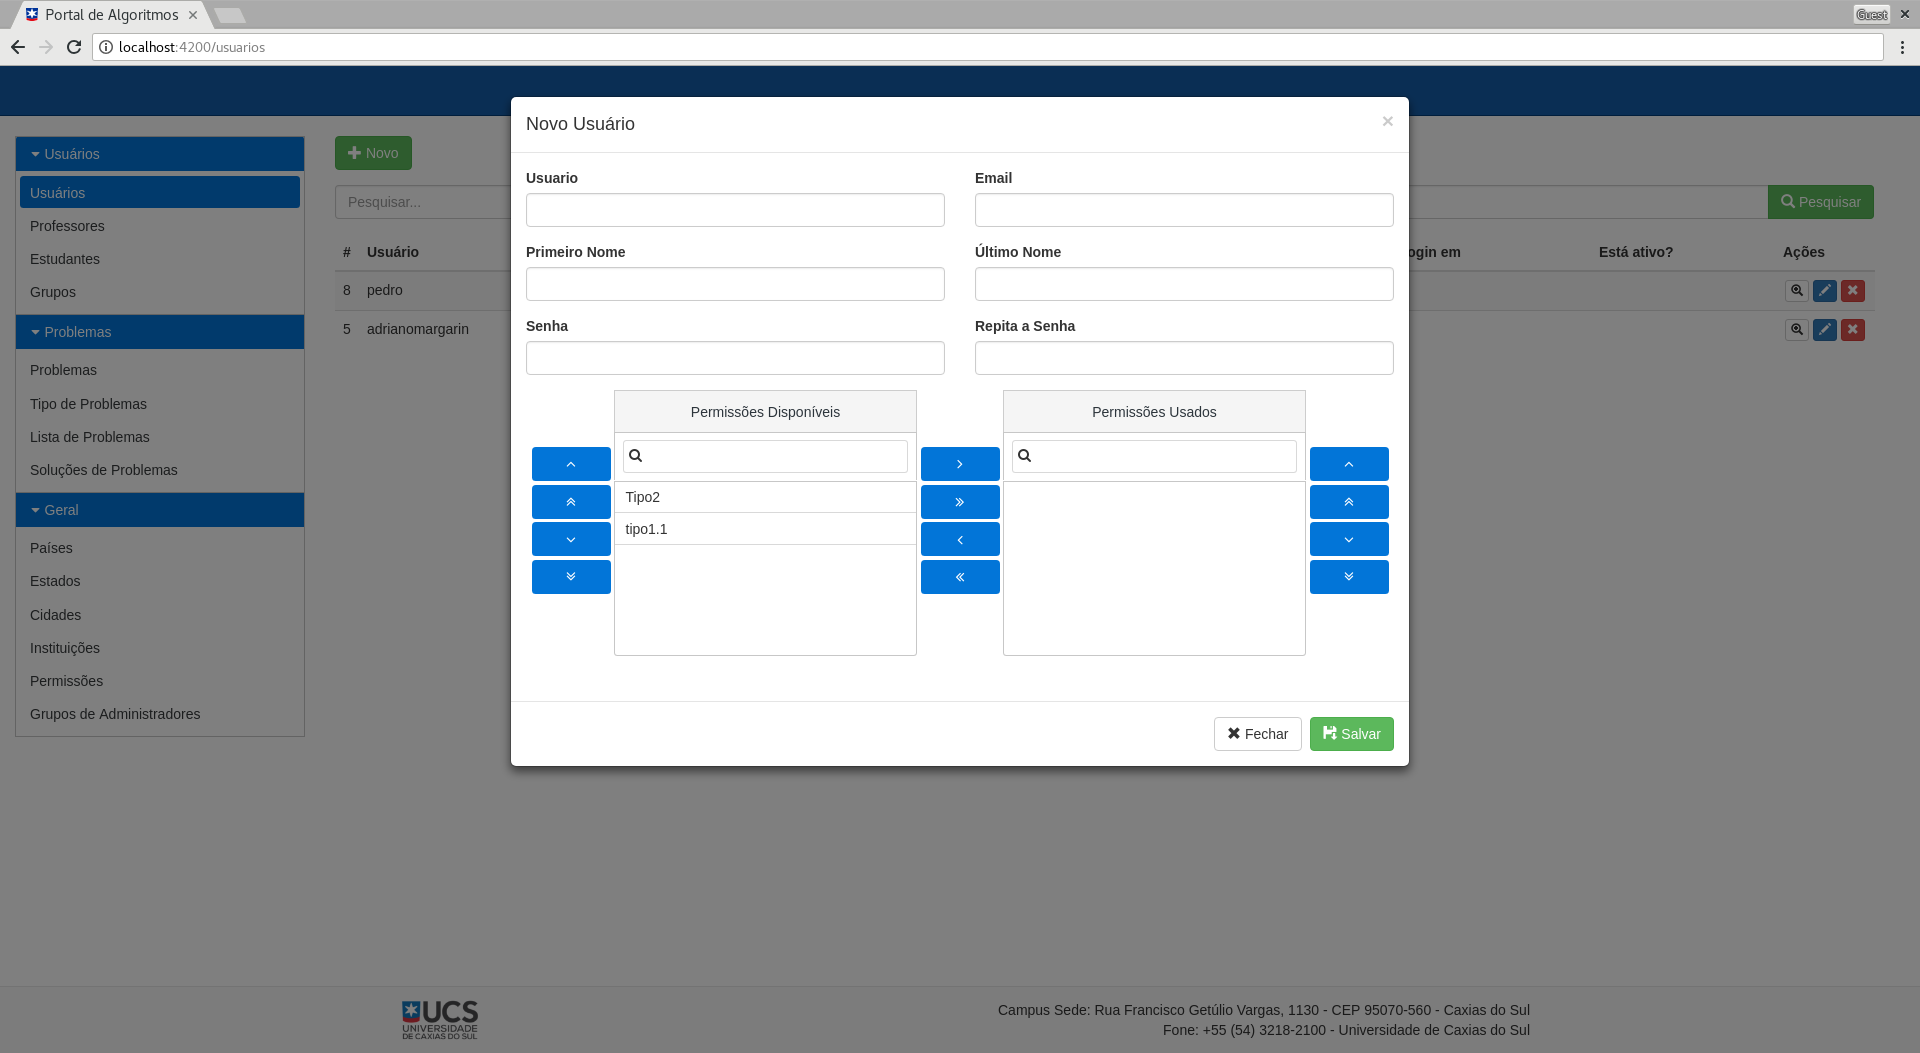 Portal de Algoritmos
Guest
localhost:4200/usuarios
Novo Usuário
×
Usuários
Usuários
Professores
Estudantes
Grupos
Problemas
Problemas
Tipo de Problemas
Lista de Problemas
Soluções de Problemas
Geral
Países
Estados
Cidades
Instituições
Permissões
Grupos de Administradores
Novo
Pesquisar...
Pesquisar
# Usuário ogin em Está ativo? Ações
8 pedro
5 adrianomargarin
Usuario Email
Primeiro Nome Último Nome
Senha Repita a Senha
Permissões Disponíveis Permissões Usados
Tipo2
tipo1.1
Fechar Salvar
UCS
UNIVERSIDADE
DE CAXIAS DO SUL
Campus Sede: Rua Francisco Getúlio Vargas, 1130 - CEP 95070-560 - Caxias do Sul
Fone: +55 (54) 3218-2100 - Universidade de Caxias do Sul